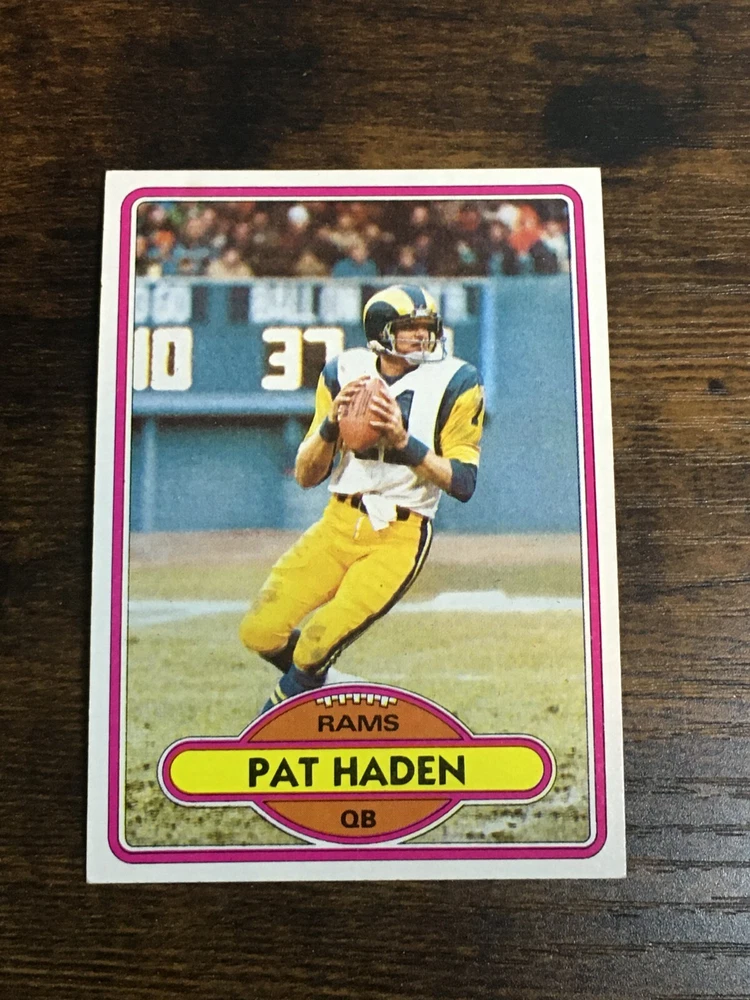 BALL ON
10 37
RAMS
PAT HADEN
QB